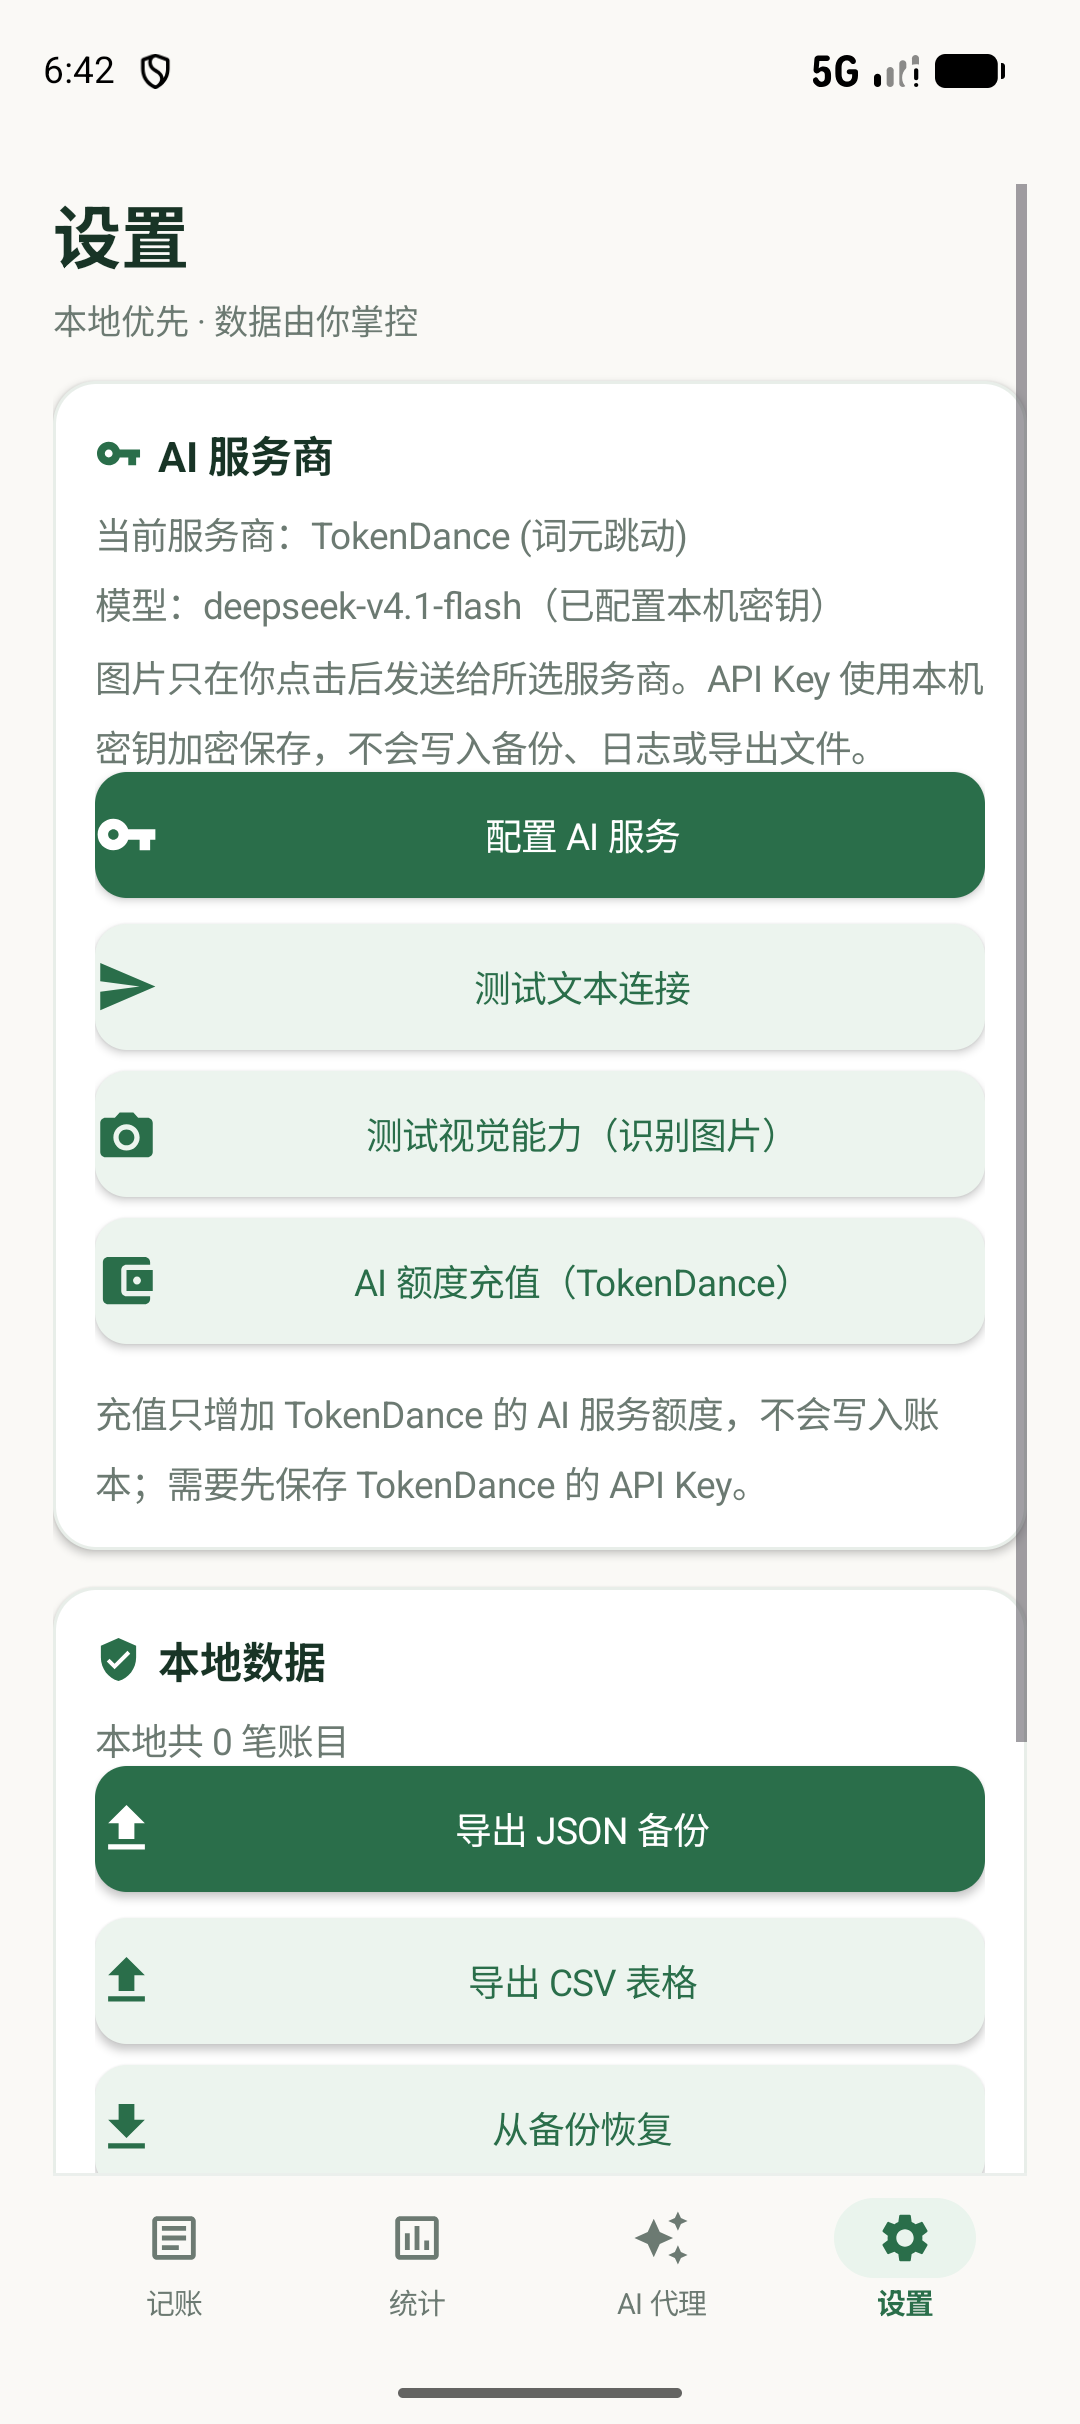 6:42
5G
设置
本地优先 · 数据由你掌控
AI 服务商
当前服务商：TokenDance (词元跳动)
模型：deepseek-v4.1-flash（已配置本机密钥）
图片只在你点击后发送给所选服务商。API Key 使用本机
密钥加密保存，不会写入备份、日志或导出文件。
配置 AI 服务
测试文本连接
测试视觉能力（识别图片）
AI 额度充值（TokenDance）
充值只增加 TokenDance 的 AI 服务额度，不会写入账
本；需要先保存 TokenDance 的 API Key。
本地数据
本地共 0 笔账目
导出 JSON 备份
导出 CSV 表格
从备份恢复
记账
统计
AI 代理
设置